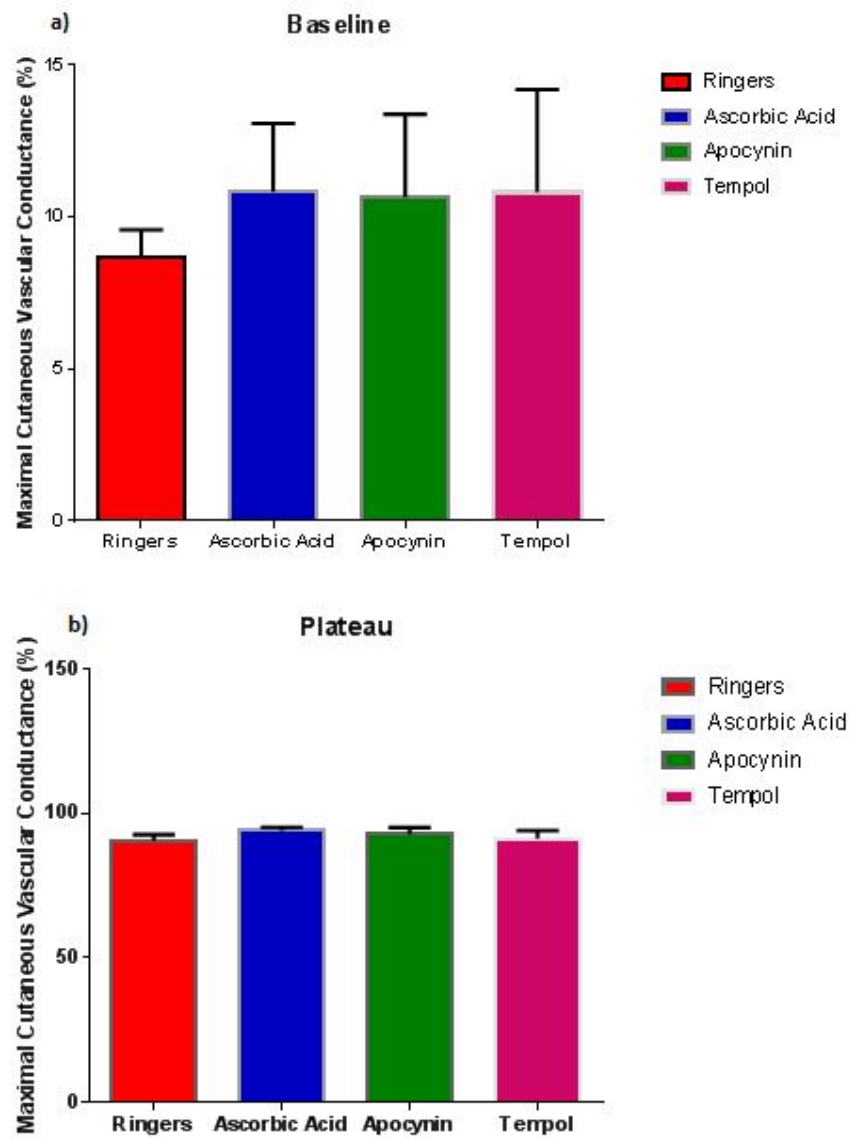 a)
Baseline
Maximal Cutaneous Vascular Conductance (%)
15
10
5
0
Ringers
Ascorbic Acid
Apocynin
Tempol
Ringers
Ascorbic Acid
Apocynin
Tempol
b)
Plateau
Maximal Cutaneous Vascular Conductance (%)
150
100
50
0
Ringers
Ascorbic Acid
Apocynin
Tempol
Ringers
Ascorbic Acid
Apocynin
Tempol